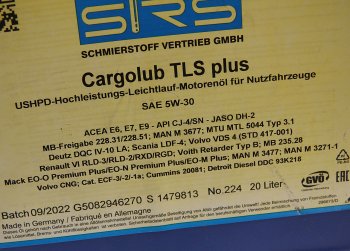 SRS
SCHMIERSTOFF VERTRIEB GMBH
Cargolub TLS plus
USHPD-Hochleistungs-Leichtlauf-Motorenöl für Nutzfahrzeuge
SAE 5W-30
ACEA E6, E7, E9 - API CJ-4/SN - JASO DH-2
MB-Freigabe 228.31/228.51; MAN M 3677; MTU MTL 5044 Typ 3.1
Deutz DQC IV-10 LA; Scania LDF-4; Volvo VDS 4 (STD 417-001)
Renault VI RLD-3/RLD-2/RXD/RGD; Voith Retarder Typ B; MB 235.28
Mack EO-O Premium Plus/EO-N Premium Plus/EO-M Plus; MAN M 3477; MAN M 3271-1
Volvo CNG; Cat. ECF-3/-2/-1a; Cummins 20081; Detroit Diesel DDC 93K218
Batch 09/2022 G5082946270 S 1479813 No.224 20 Liter
Made in Germany / Fabriqué en Allemagne
GVÖ
EAC